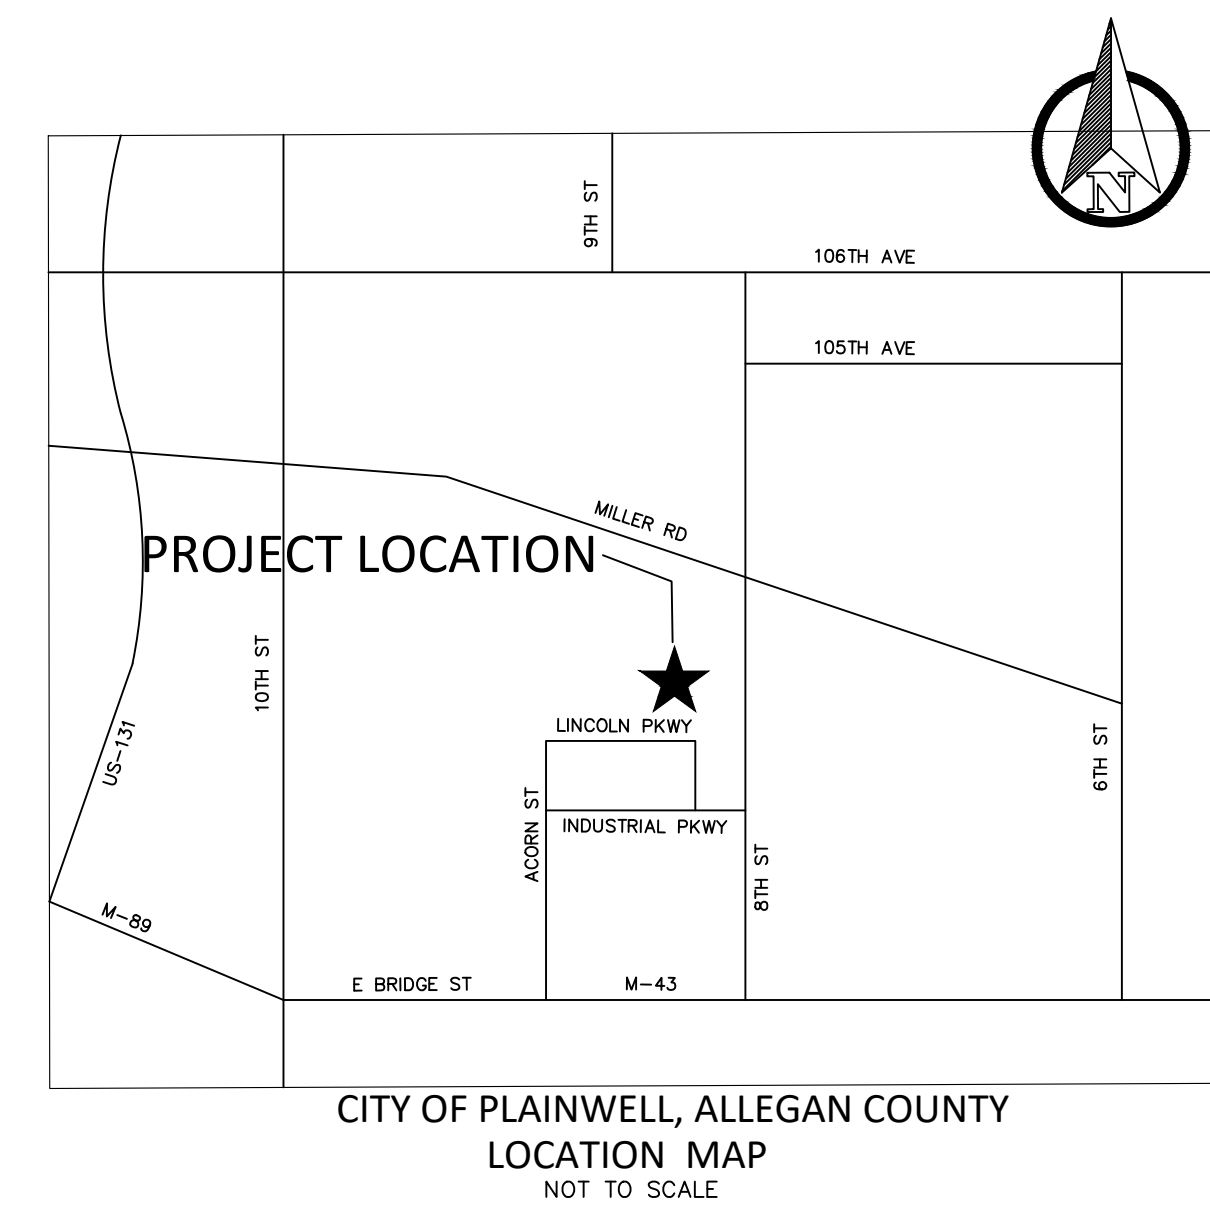 N
9TH ST
106TH AVE
105TH AVE
MILLER RD
PROJECT LOCATION
10TH ST
US-131
LINCOLN PKWY
6TH ST
ACORN ST
INDUSTRIAL PKWY
8TH ST
M-89
E BRIDGE ST
M-43
CITY OF PLAINWELL, ALLEGAN COUNTY
LOCATION MAP
NOT TO SCALE